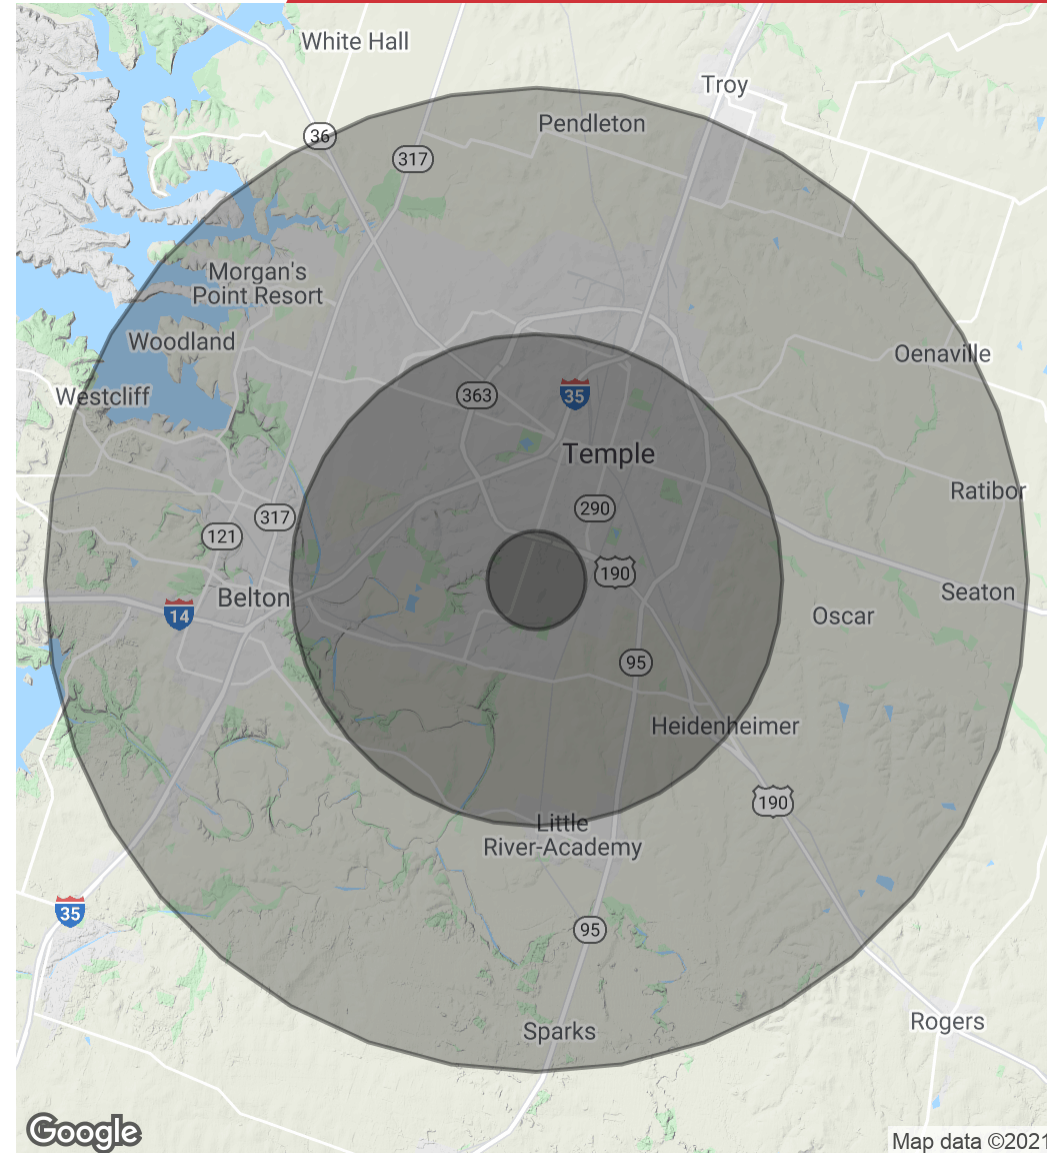 White Hall
Troy
Pendleton
36
317
Morgan's
Point Resort
Woodland
Oenaville
Westcliff
363
35
Temple
Ratibor
290
317
121
190
Belton
Seaton
14
Oscar
95
Heidenheimer
190
Little
River-Academy
35
95
Rogers
Sparks
Google
Map data ©2021